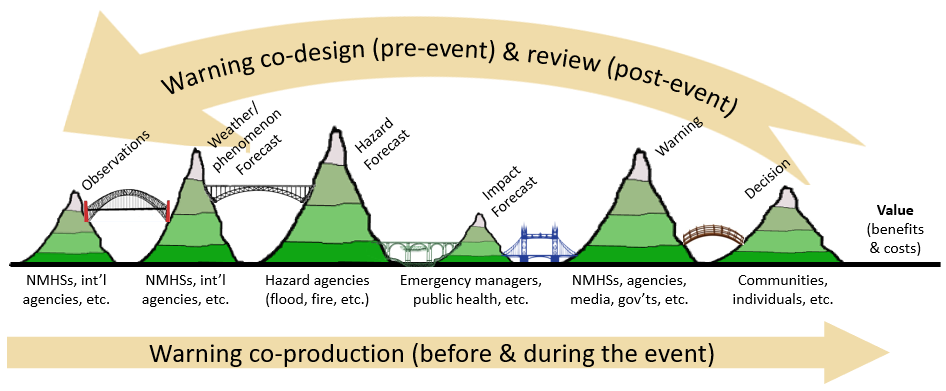 Warning co-design (pre-event) & review (post-event)
Observations
Weather/
phenomenon
Forecast
Hazard
Forecast
Impact
Forecast
Warning
Decision
Value
(benefits
& costs)
NMHSs, int'l
agencies, etc.
NMHSs, int'l
agencies, etc.
Hazard agencies
(flood, fire, etc.)
Emergency managers,
public health, etc.
NMHSs, agencies,
media, gov'ts, etc.
Communities,
individuals, etc.
Warning co-production (before & during the event)